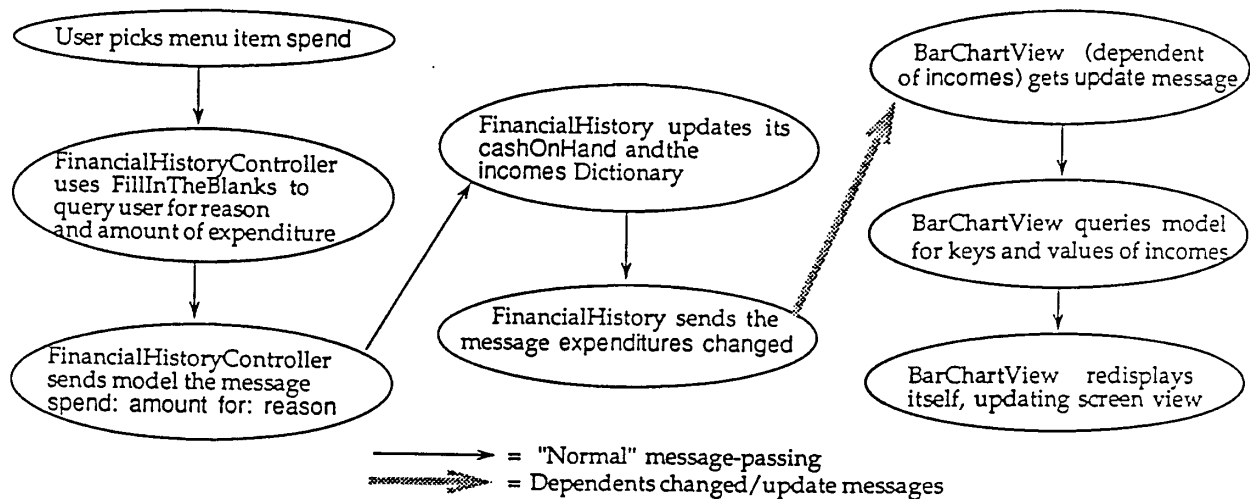 User picks menu item spend
FinancialHistoryController
uses FillInTheBlanks to
query user for reason
and amount of expenditure
FinancialHistoryController
sends model the message
spend: amount for: reason
FinancialHistory updates its
cashOnHand andthe
incomes Dictionary
FinancialHistory sends the
message expenditures changed
BarChartView (dependent
of incomes) gets update message
BarChartView queries model
for keys and values of incomes
BarChartView redisplays
itself, updating screen view
= "Normal" message-passing
= Dependents changed/update messages